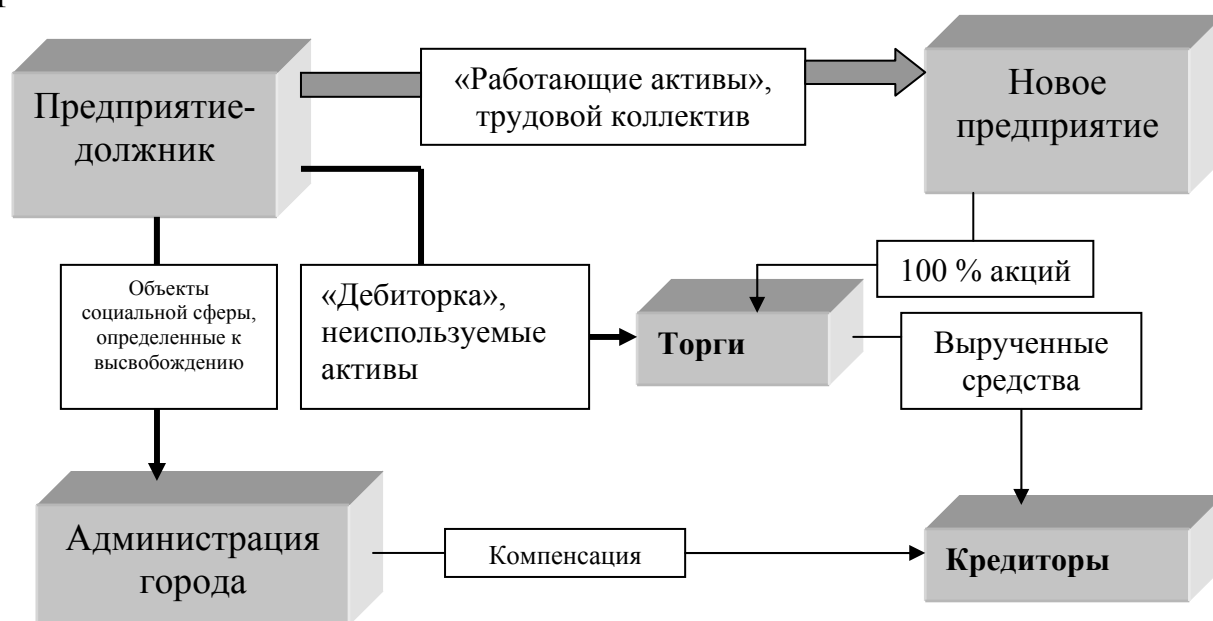 Предприятие-
должник
«Работающие активы»,
трудовой коллектив
Новое
предприятие
Объекты
социальной сферы,
определенные к
высвобождению
«Дебиторка»,
неиспользуемые
активы
100 % акций
Торги
Вырученные
средства
Администрация
города
Компенсация
Кредиторы